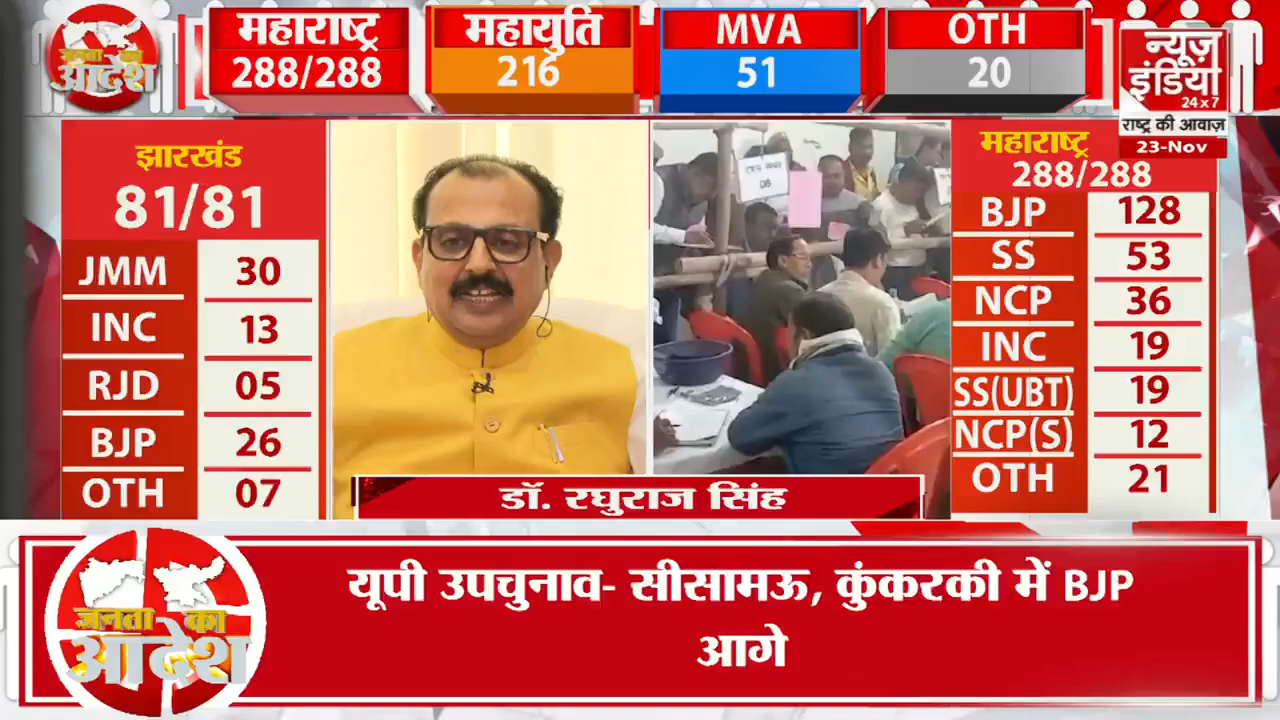 जनता का
आदेश
महाराष्ट्र
288/288
महायुति
216
MVA
51
OTH
20
न्यूज़
इंडिया
24x7
राष्ट्र की आवाज़
23-Nov
झारखंड
81/81
JMM 30
INC 13
RJD 05
BJP 26
OTH 07
महाराष्ट्र
288/288
BJP 128
SS 53
NCP 36
INC 19
SS(UBT) 19
NCP(S) 12
OTH 21
डॉ. रघुराज सिंह
जनता का
आदेश
यूपी उपचुनाव- सीसामऊ, कुंकरकी में BJP
आगे